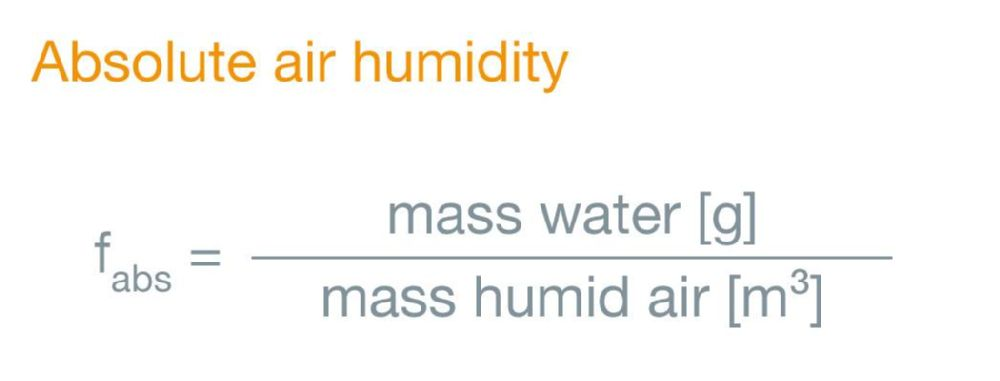 Absolute air humidity
mass water [g]
f_abs =
mass humid air [m³]